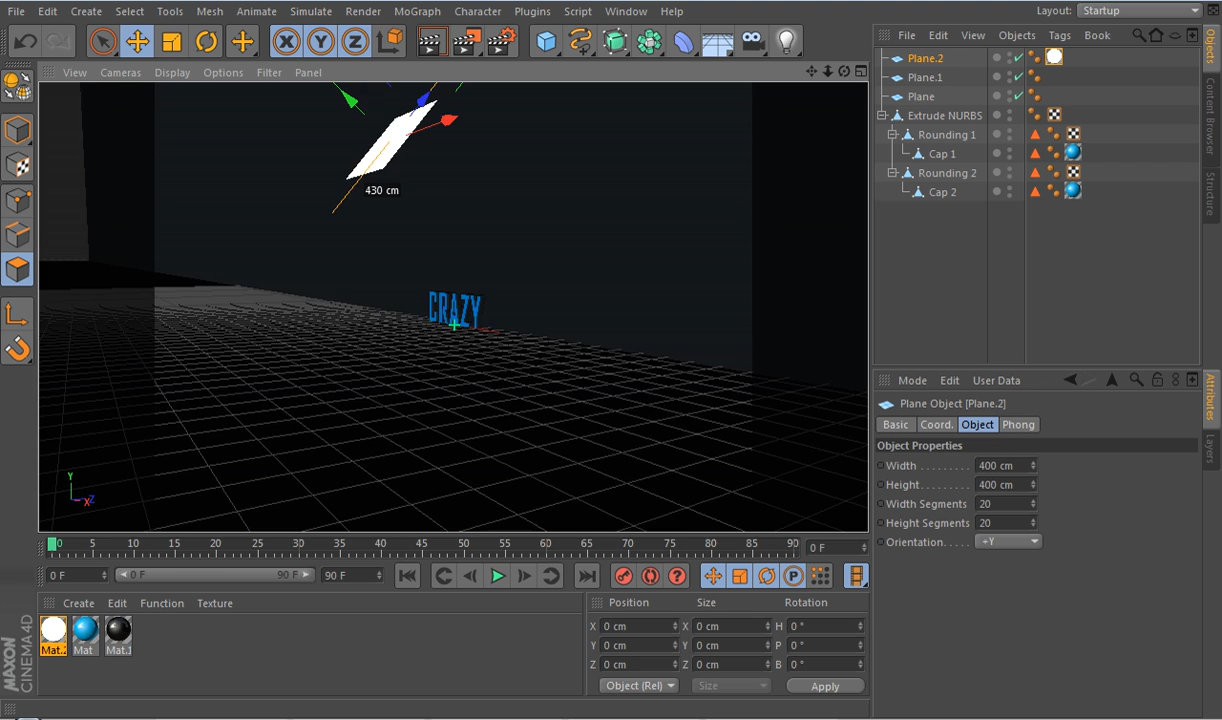 File Edit Create Select Tools Mesh Animate Simulate Render MoGraph Character Plugins Script Window Help Layout: Startup
File Edit View Objects Tags Book
View Cameras Display Options Filter Panel
Plane.2
Plane.1
Plane
Extrude NURBS
Rounding 1
Cap 1
Rounding 2
Cap 2
Objects
Content Browser
Structure
430 cm
CRAZY
Y
X Z
Mode Edit User Data
Plane Object [Plane.2]
Basic Coord. Object Phong
Object Properties
Width 400 cm
Height 400 cm
Width Segments 20
Height Segments 20
Orientation +Y
Attributes
Layers
0 5 10 15 20 25 30 35 40 45 50 55 60 65 70 75 80 85 90 0 F
0 F 0 F 90 F 90 F
Create Edit Function Texture
Mat.2 Mat Mat.1
Position Size Rotation
X 0 cm X 0 cm H 0 °
Y 0 cm Y 0 cm P 0 °
Z 0 cm Z 0 cm B 0 °
Object (Rel) Size Apply
MAXON
CINEMA 4D